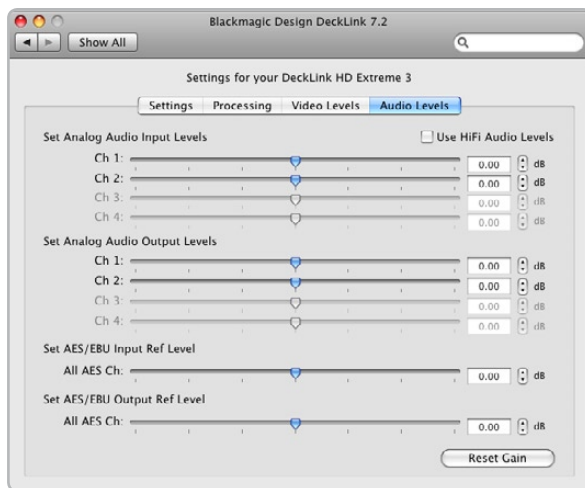 Blackmagic Design DeckLink 7.2
Show All
Settings for your DeckLink HD Extreme 3
Settings Processing Video Levels Audio Levels
Set Analog Audio Input Levels Use HiFi Audio Levels
Ch 1: 0.00 dB
Ch 2: 0.00 dB
Ch 3: 0.00 dB
Ch 4: 0.00 dB
Set Analog Audio Output Levels
Ch 1: 0.00 dB
Ch 2: 0.00 dB
Ch 3: 0.00 dB
Ch 4: 0.00 dB
Set AES/EBU Input Ref Level
All AES Ch: 0.00 dB
Set AES/EBU Output Ref Level
All AES Ch: 0.00 dB
Reset Gain